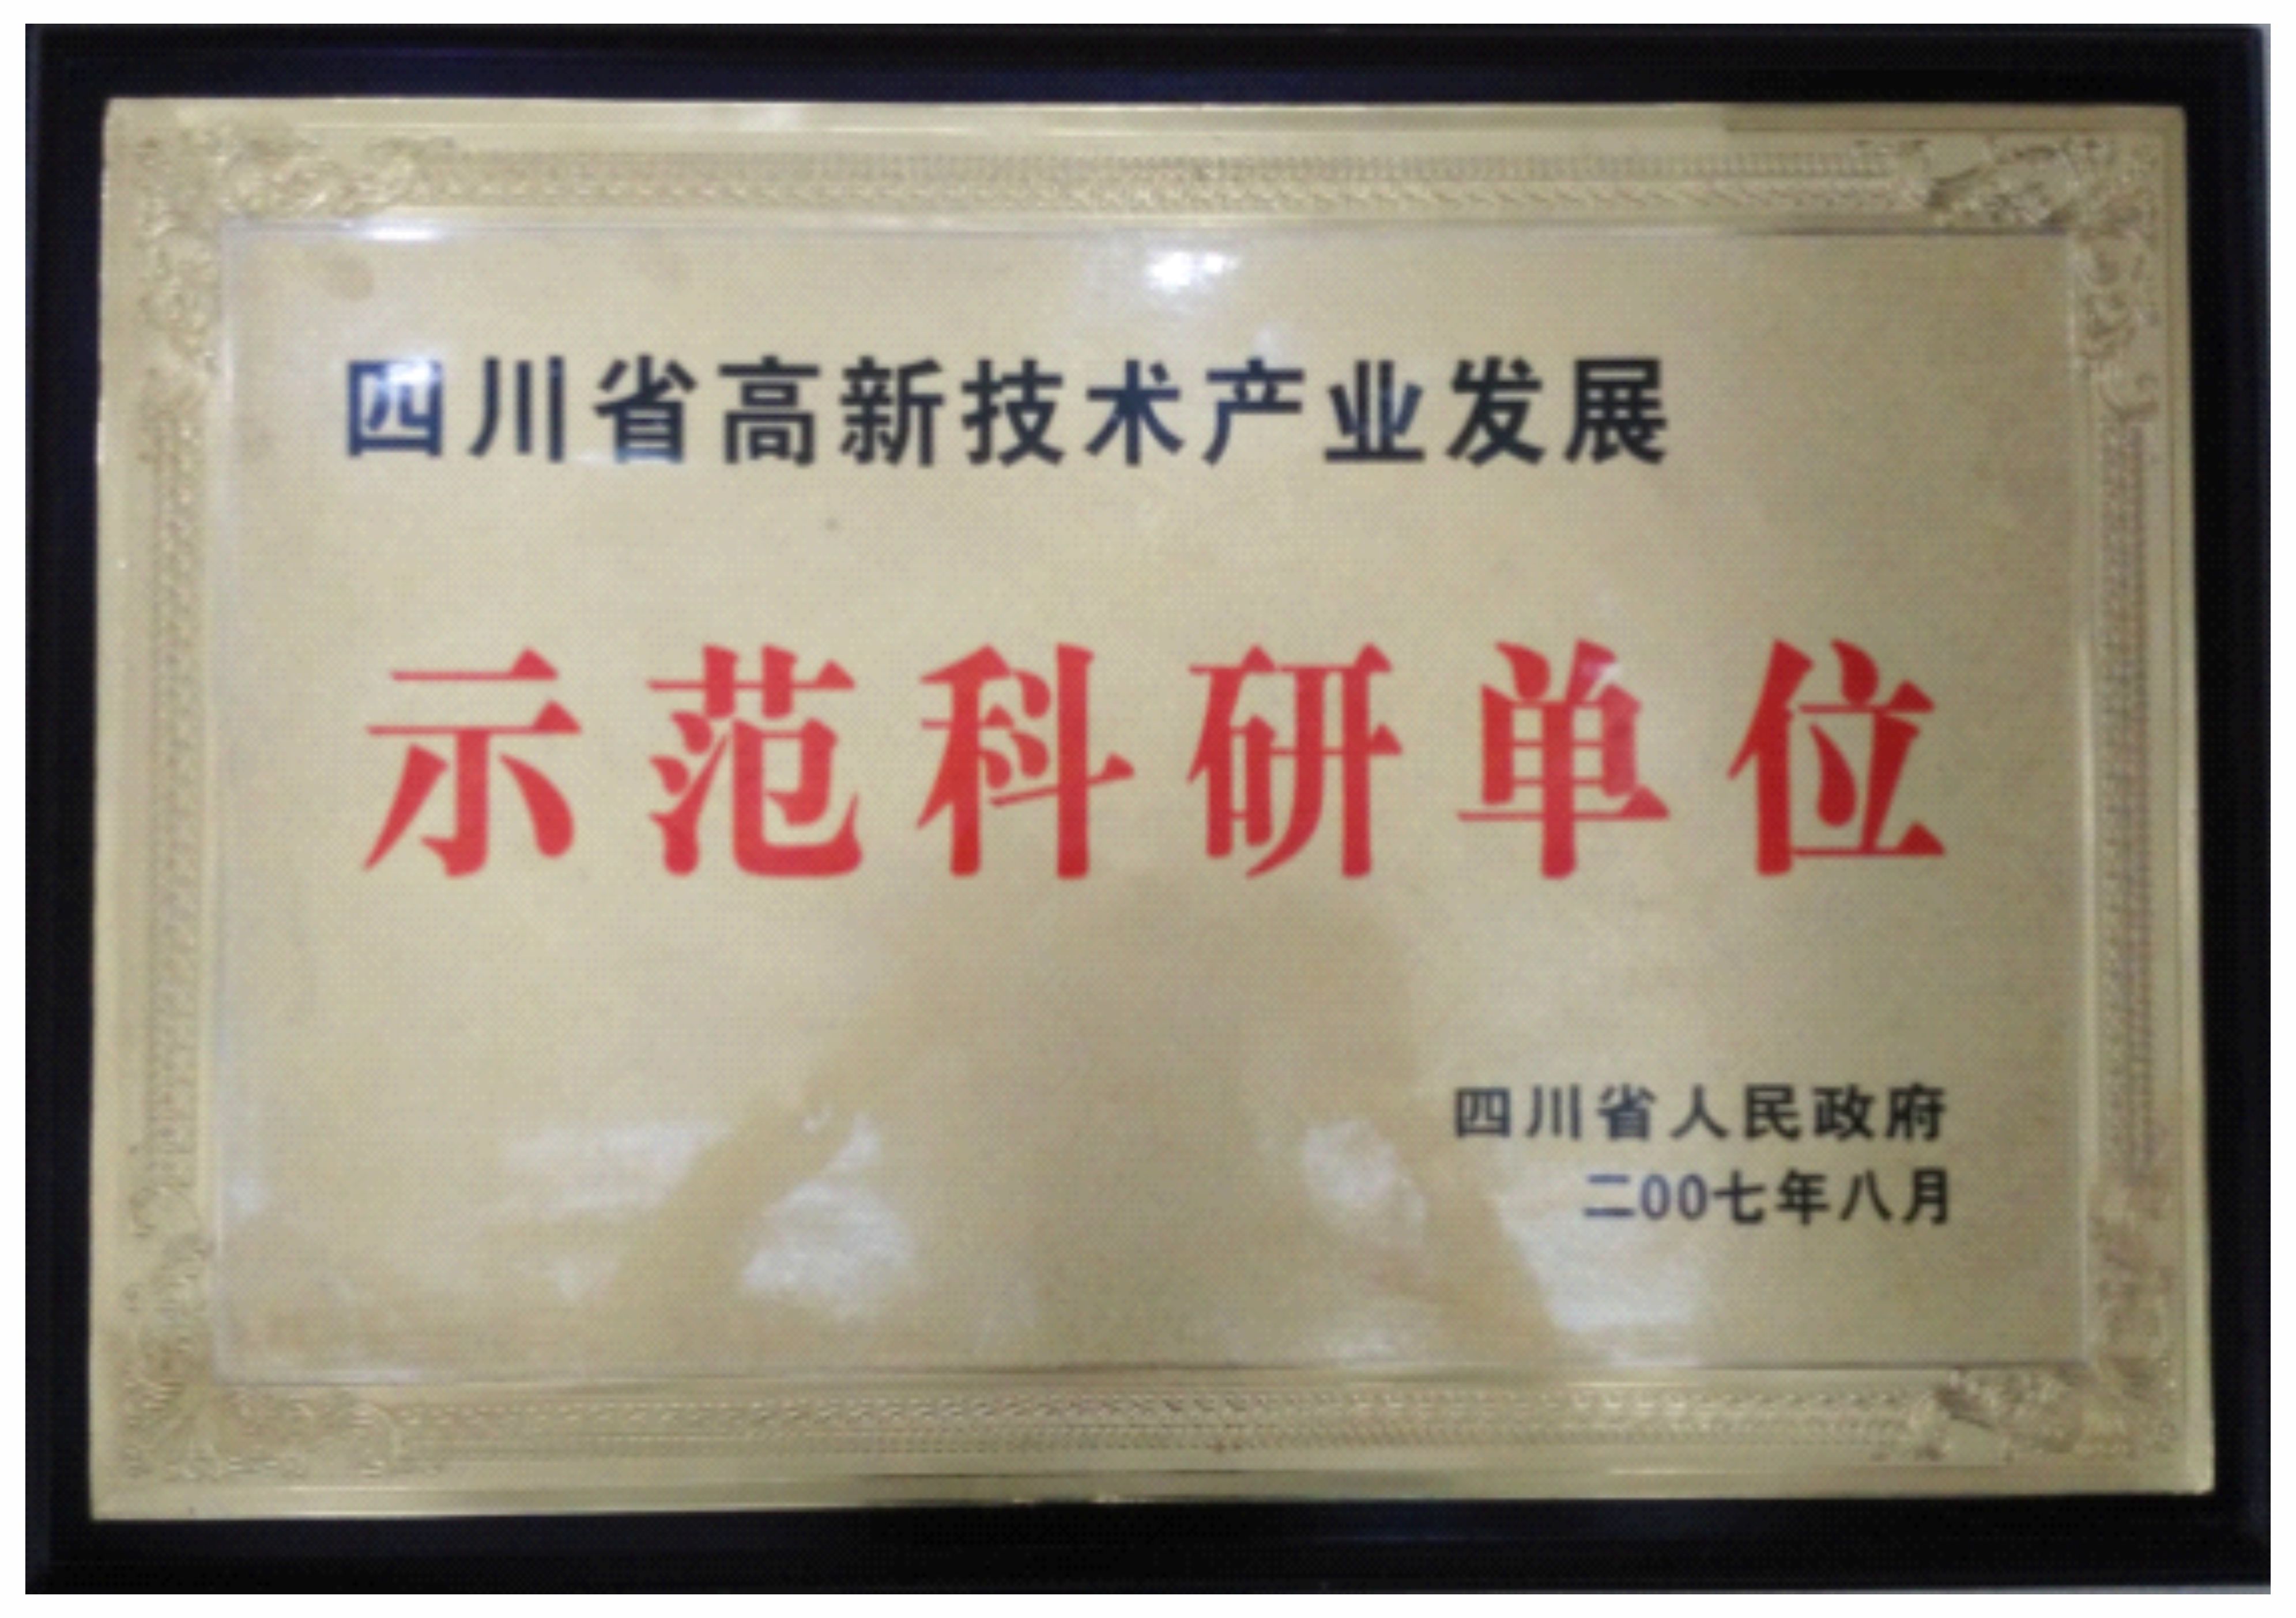 四川省高新技术产业发展
示范科研单位
四川省人民政府
二00七年八月